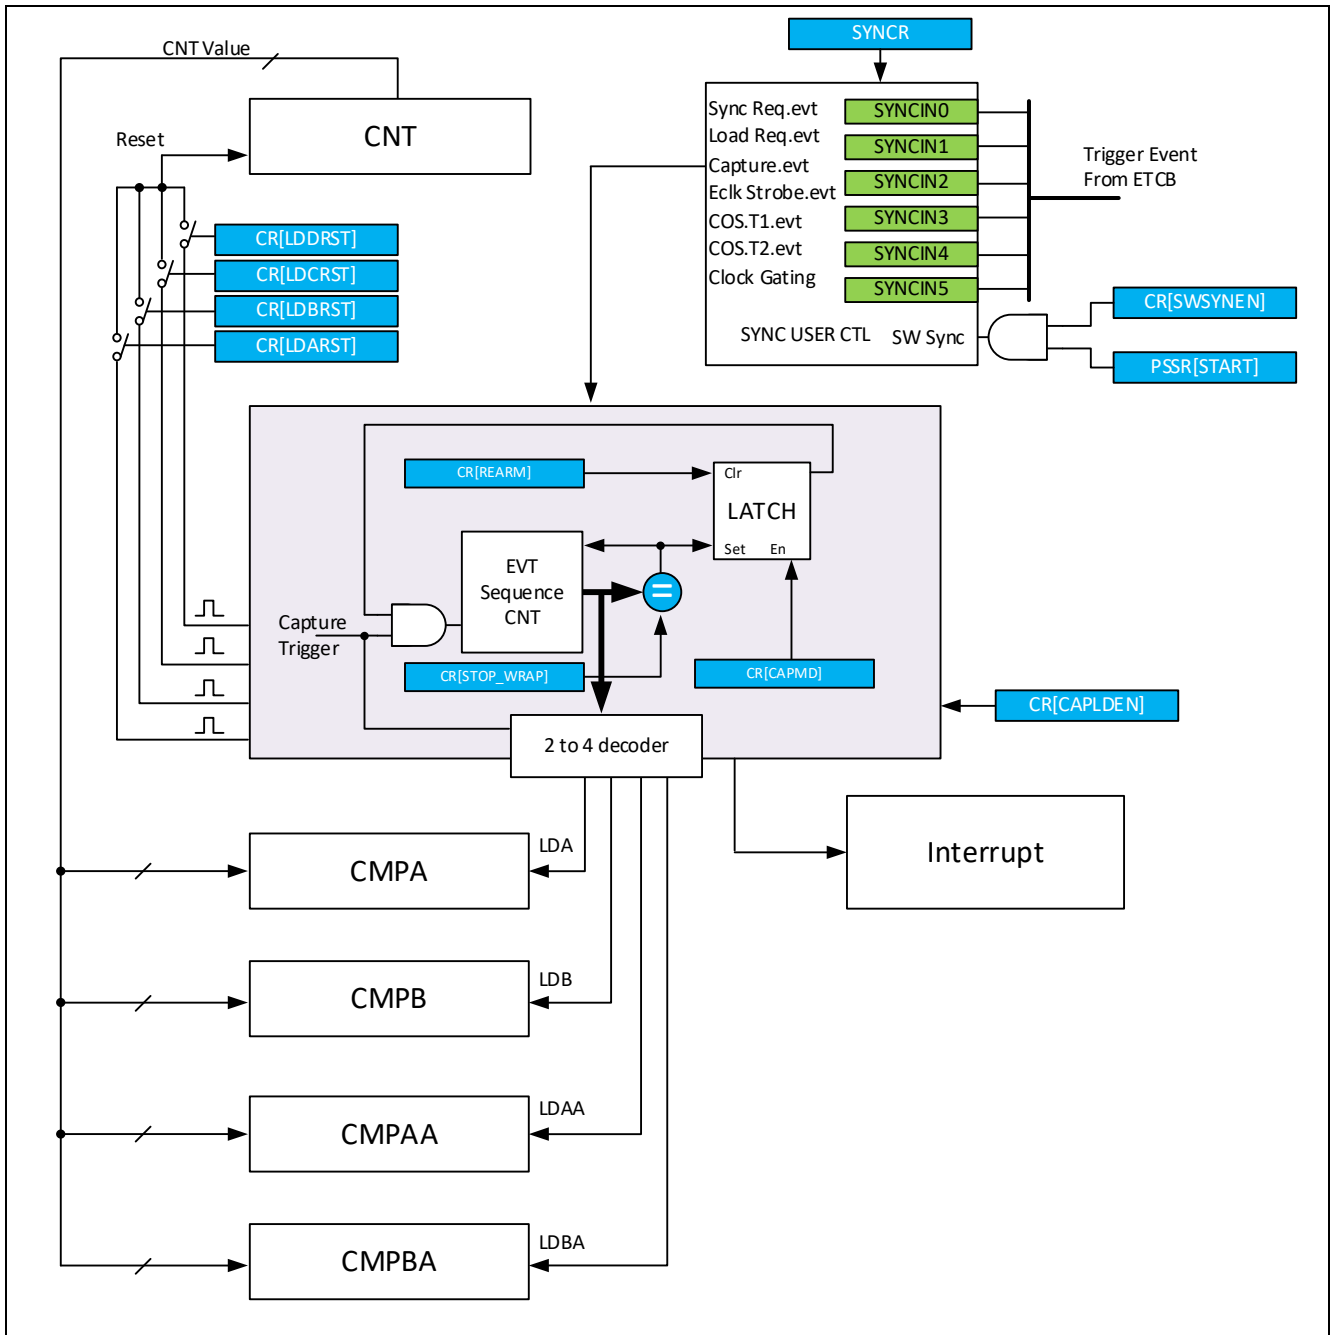 SYNCR
CNT Value
CNT
Reset
CR[LDDRST]
CR[LDCRST]
CR[LDBRST]
CR[LDARST]
Sync Req.evt
Load Req.evt
Capture.evt
Eclk Strobe.evt
COS.T1.evt
COS.T2.evt
Clock Gating
SYNCIN0
SYNCIN1
SYNCIN2
SYNCIN3
SYNCIN4
SYNCIN5
SYNC USER CTL
SW Sync
Trigger Event
From ETCB
CR[SWSYNEN]
PSSR[START]
CR[REARM]
Clr
LATCH
Set
En
EVT
Sequence
CNT
=
Capture
Trigger
CR[STOP_WRAP]
CR[CAPMD]
CR[CAPLDEN]
2 to 4 decoder
Interrupt
LDA
CMPA
LDB
CMPB
LDAA
CMPAA
LDBA
CMPBA